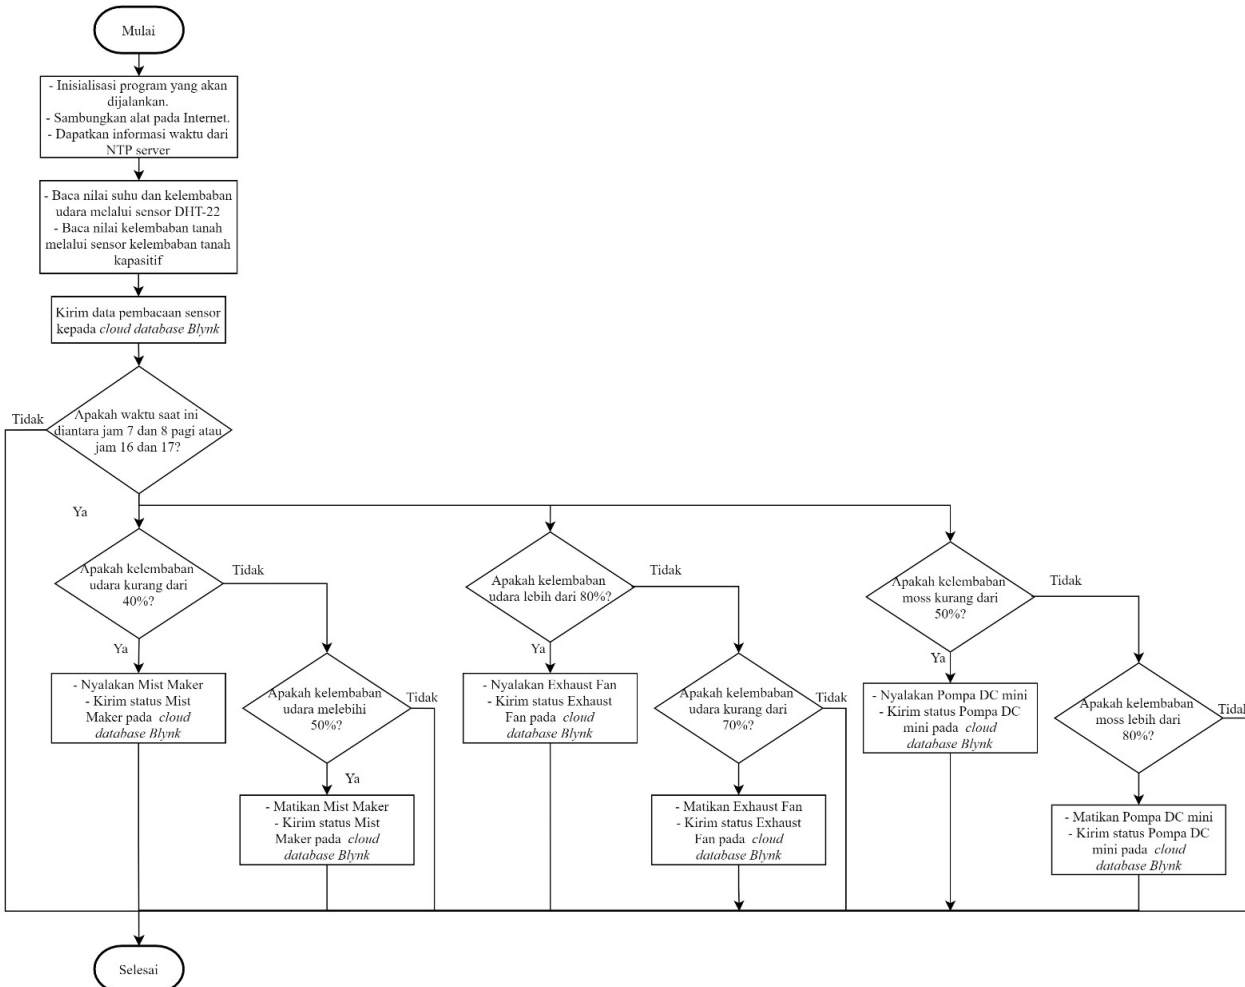 Mulai
- Inisialisasi program yang akan
dijalankan.
- Sambungkan alat pada Internet.
- Dapatkan informasi waktu dari
NTP server
- Baca nilai suhu dan kelembaban
udara melalui sensor DHT-22
- Baca nilai kelembaban tanah
melalui sensor kelembaban tanah
kapasitif
Kirim data pembacaan sensor
kepada cloud database Blynk
Tidak
Apakah waktu saat ini
diantara jam 7 dan 8 pagi atau
jam 16 dan 17?
Ya
Apakah kelembaban
udara kurang dari
40%?
Tidak
Ya
- Nyalakan Mist Maker
- Kirim status Mist
Maker pada cloud
database Blynk
Apakah kelembaban
udara melebihi
50%?
Tidak
Ya
- Matikan Mist Maker
- Kirim status Mist
Maker pada cloud
database Blynk
Apakah kelembaban
udara lebih dari 80%?
Tidak
Ya
- Nyalakan Exhaust Fan
- Kirim status Exhaust
Fan pada cloud
database Blynk
Apakah kelembaban
udara kurang dari
70%?
Tidak
- Matikan Exhaust Fan
- Kirim status Exhaust
Fan pada cloud
database Blynk
Apakah kelembaban
moss kurang dari
50%?
Tidak
Ya
- Nyalakan Pompa DC mini
- Kirim status Pompa DC
mini pada cloud
database Blynk
Apakah kelembaban
moss lebih dari
80%?
Tidak
- Matikan Pompa DC mini
- Kirim status Pompa DC
mini pada cloud
database Blynk
Selesai